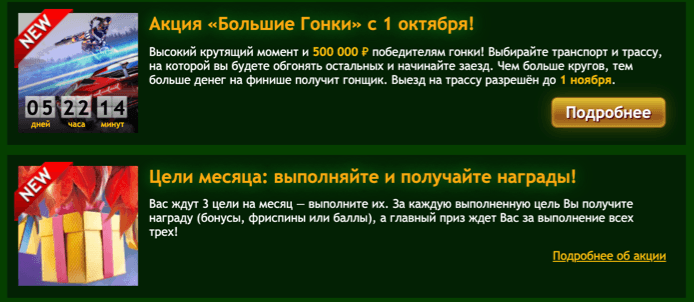 NEW
Акция «Большие Гонки» с 1 октября!
Высокий крутящий момент и 500 000 ₽ победителям гонки! Выбирайте транспорт и трассу,
на которой вы будете обгонять остальных и начинайте заезд. Чем больше кругов, тем
больше денег на финише получит гонщик. Выезд на трассу разрешён до 1 ноября.
05 22 14
дней часа минут
Подробнее
NEW
Цели месяца: выполняйте и получайте награды!
Вас ждут 3 цели на месяц — выполните их. За каждую выполненную цель Вы получите
награду (бонусы, фриспины или баллы), а главный приз ждет Вас за выполнение всех
трех!
Подробнее об акции